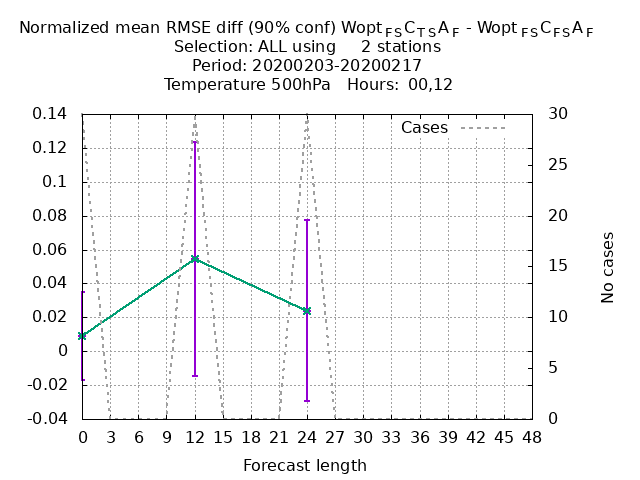 Normalized mean RMSE diff (90% conf) Wopt FS C TS A F - Wopt FS C FS A F
Selection: ALL using 2 stations
Period: 20200203-20200217
Temperature 500hPa Hours: 00,12
0.14
0.12
0.1
0.08
0.06
0.04
0.02
0
-0.02
-0.04
Cases
30
25
20
15
10
5
0
No cases
0 3 6 9 12 15 18 21 24 27 30 33 36 39 42 45 48
Forecast length